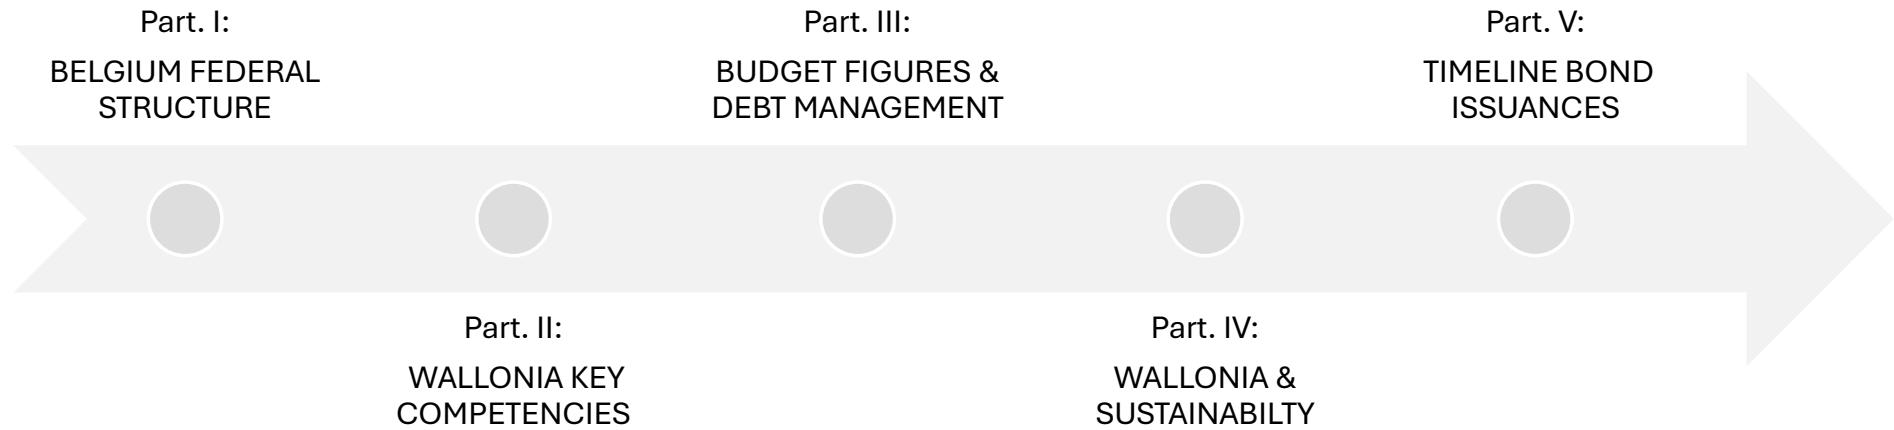 Part. I:
BELGIUM FEDERAL
STRUCTURE
Part. II:
WALLONIA KEY
COMPETENCIES
Part. III:
BUDGET FIGURES &
DEBT MANAGEMENT
Part. IV:
WALLONIA &
SUSTAINABILTY
Part. V:
TIMELINE BOND
ISSUANCES